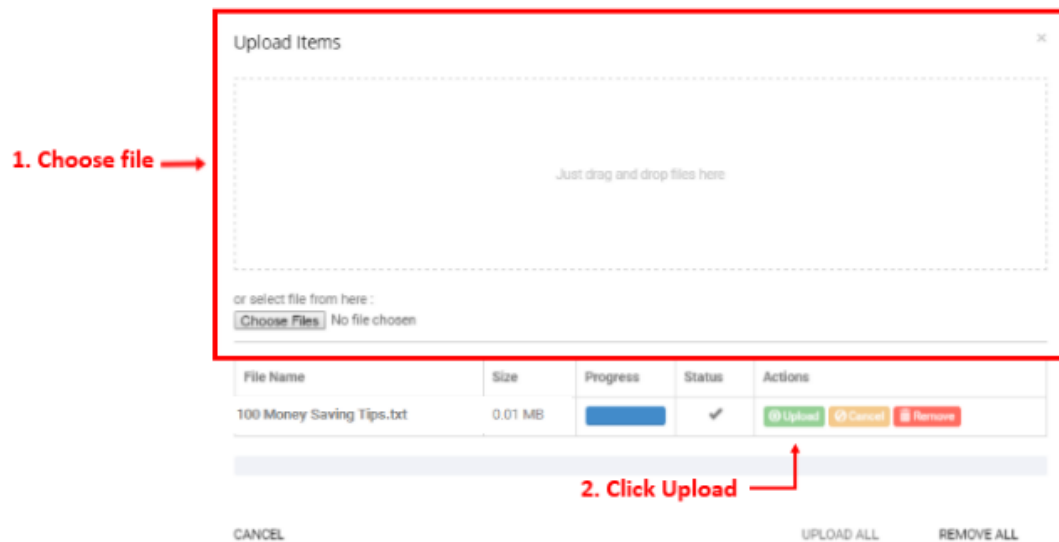 Upload Items ×
1. Choose file
Just drag and drop files here
or select file from here :
Choose Files No file chosen
File Name Size Progress Status Actions
100 Money Saving Tips.txt 0.01 MB Upload Cancel Remove
2. Click Upload
CANCEL UPLOAD ALL REMOVE ALL